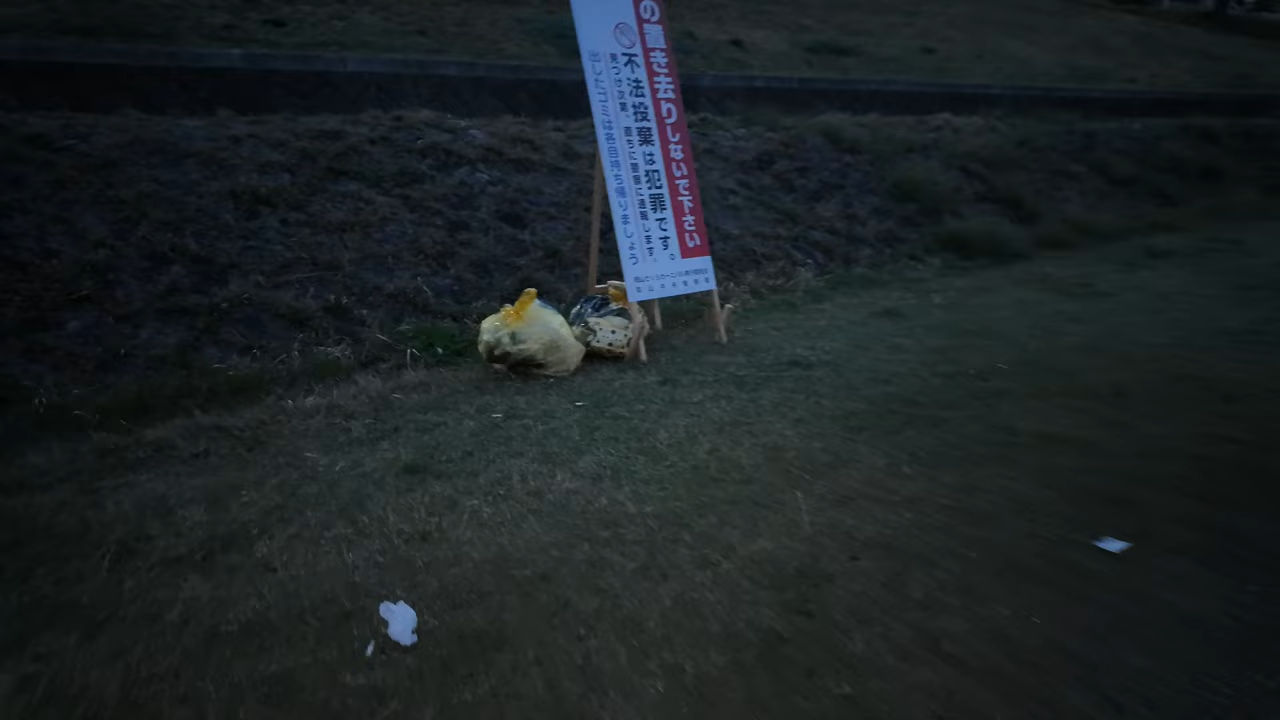 の置き去りしないで下さい
不法投棄は犯罪です。
見つけ次第、直ちに警察に通報します。
出したゴミは各自持ち帰りましょう